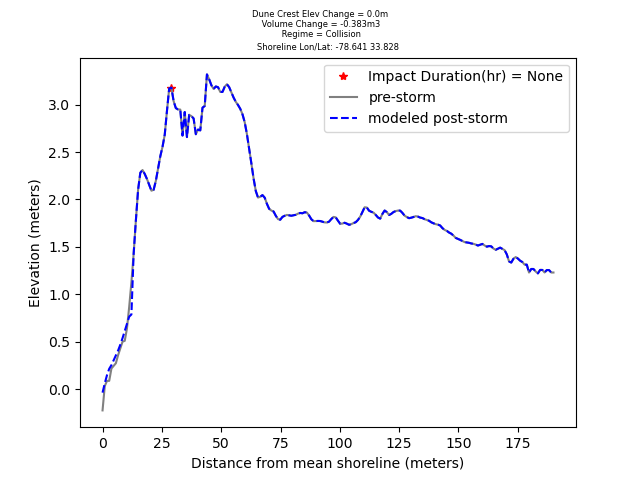 Dune Crest Elev Change = 0.0m
Volume Change = -0.383m3
Regime = Collision
Shoreline Lon/Lat: -78.641 33.828
Impact Duration(hr) = None
pre-storm
modeled post-storm
Elevation (meters)
3.0
2.5
2.0
1.5
1.0
0.5
0.0
0 25 50 75 100 125 150 175
Distance from mean shoreline (meters)